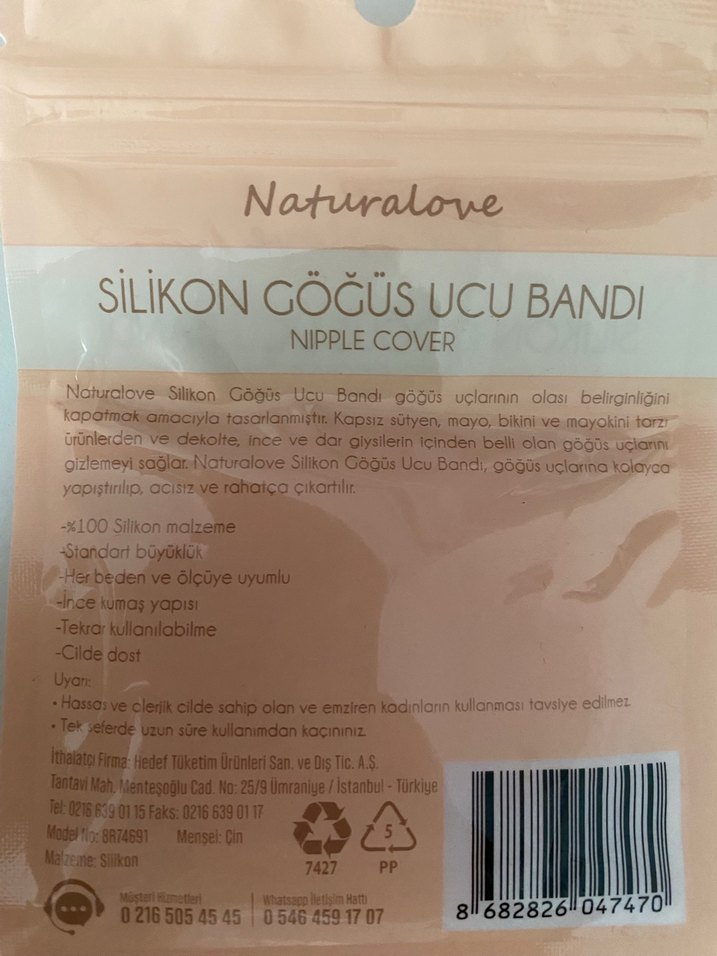 Naturalove
SİLİKON GÖĞÜS UCU BANDI
NIPPLE COVER
Naturalove Silikon Göğüs Ucu Bandı göğüs uçlarının olası belirginliğini
kapatmak amacıyla tasarlanmıştır. Kapsız sütyen, mayo, bikini ve mayokini tarzı
ürünlerden ve dekolte, ince ve dar giysilerin içinden belli olan göğüs uçlarını
gizlemeyi sağlar. Naturalove Silikon Göğüs Ucu Bandı, göğüs uçlarına kolayca
yapıştırılıp, acısız ve rahatça çıkartılır.
-%100 Silikon malzeme
-Standart büyüklük
-Her beden ve ölçüye uyumlu
-İnce kumaş yapısı
-Tekrar kullanılabilme
-Cilde dost
Uyarı:
• Hassas ve alerjik cilde sahip olan ve emziren kadınların kullanması tavsiye edilmez
• Tek seferde uzun süre kullanımdan kaçınınız.
İthalatçı Firma: Hedef Tüketim Ürünleri San. ve Dış Tic. A.Ş.
Tantavi Mah. Menteşoğlu Cad. No: 25/9 Ümraniye / İstanbul - Türkiye
Tel: 0216 639 01 15 Faks: 0216 639 01 17
Model No: 8R74691 Menşei: Çin
Malzeme: Silikon
7427
5
PP
Müşteri Hizmetleri
0 216 505 45 45
Whatsapp İletişim Hattı
0 546 459 17 07
8 682826 047470